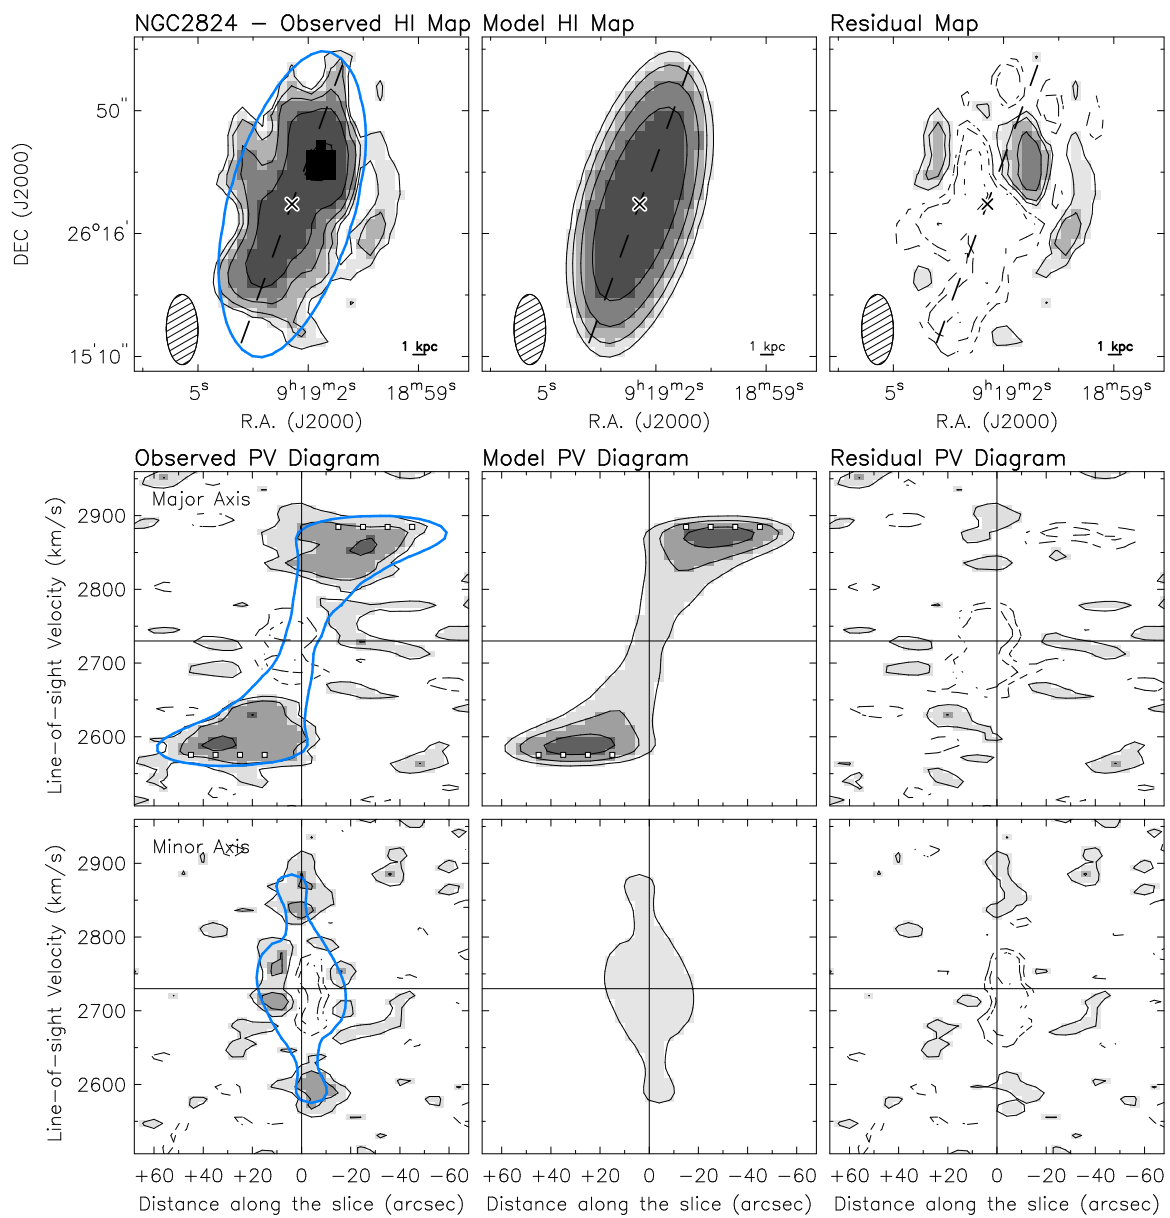 NGC2824 – Observed HI Map
Model HI Map
Residual Map
DEC (J2000)
50"
26°16'
15'10"
1 kpc
1 kpc
1 kpc
5s 9h19m2s 18m59s
5s 9h19m2s 18m59s
5s 9h19m2s 18m59s
R.A. (J2000)
R.A. (J2000)
R.A. (J2000)
Observed PV Diagram
Model PV Diagram
Residual PV Diagram
Major Axis
Line–of–sight Velocity (km/s)
2900
2800
2700
2600
Minor Axis
Line–of–sight Velocity (km/s)
2900
2800
2700
2600
+60 +40 +20 0 −20 −40 −60
+60 +40 +20 0 −20 −40 −60
+60 +40 +20 0 −20 −40 −60
Distance along the slice (arcsec)
Distance along the slice (arcsec)
Distance along the slice (arcsec)